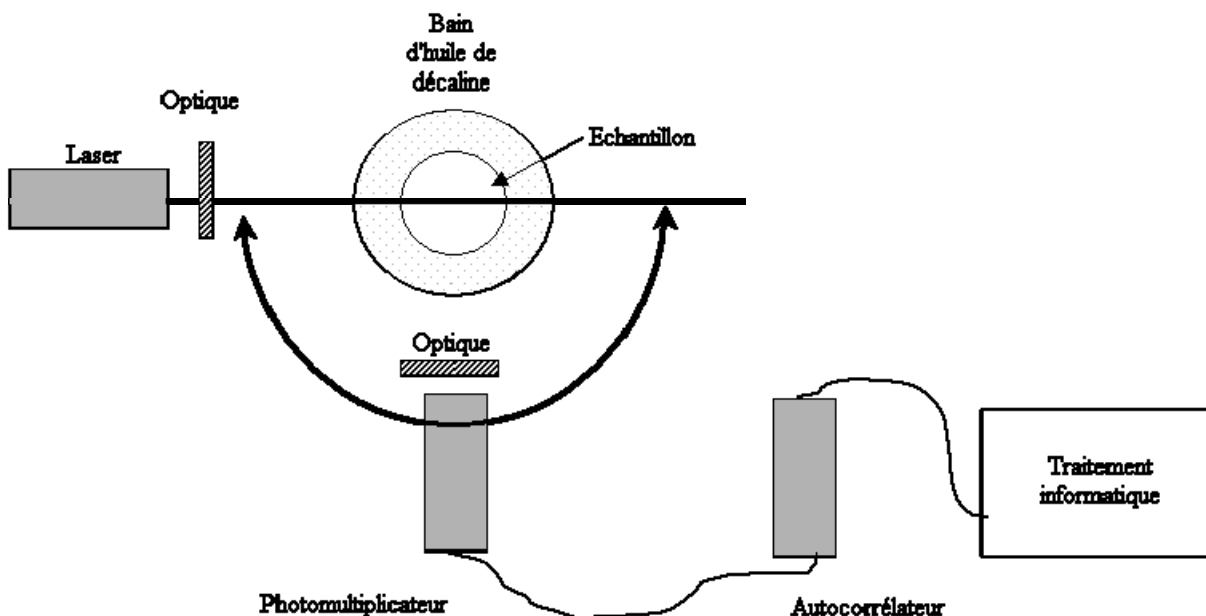 Bain
d'huile de
décaline
Optique
Echantillon
Laser
Optique
Traitement
informatique
Photomultiplicateur
Autocorrélateur